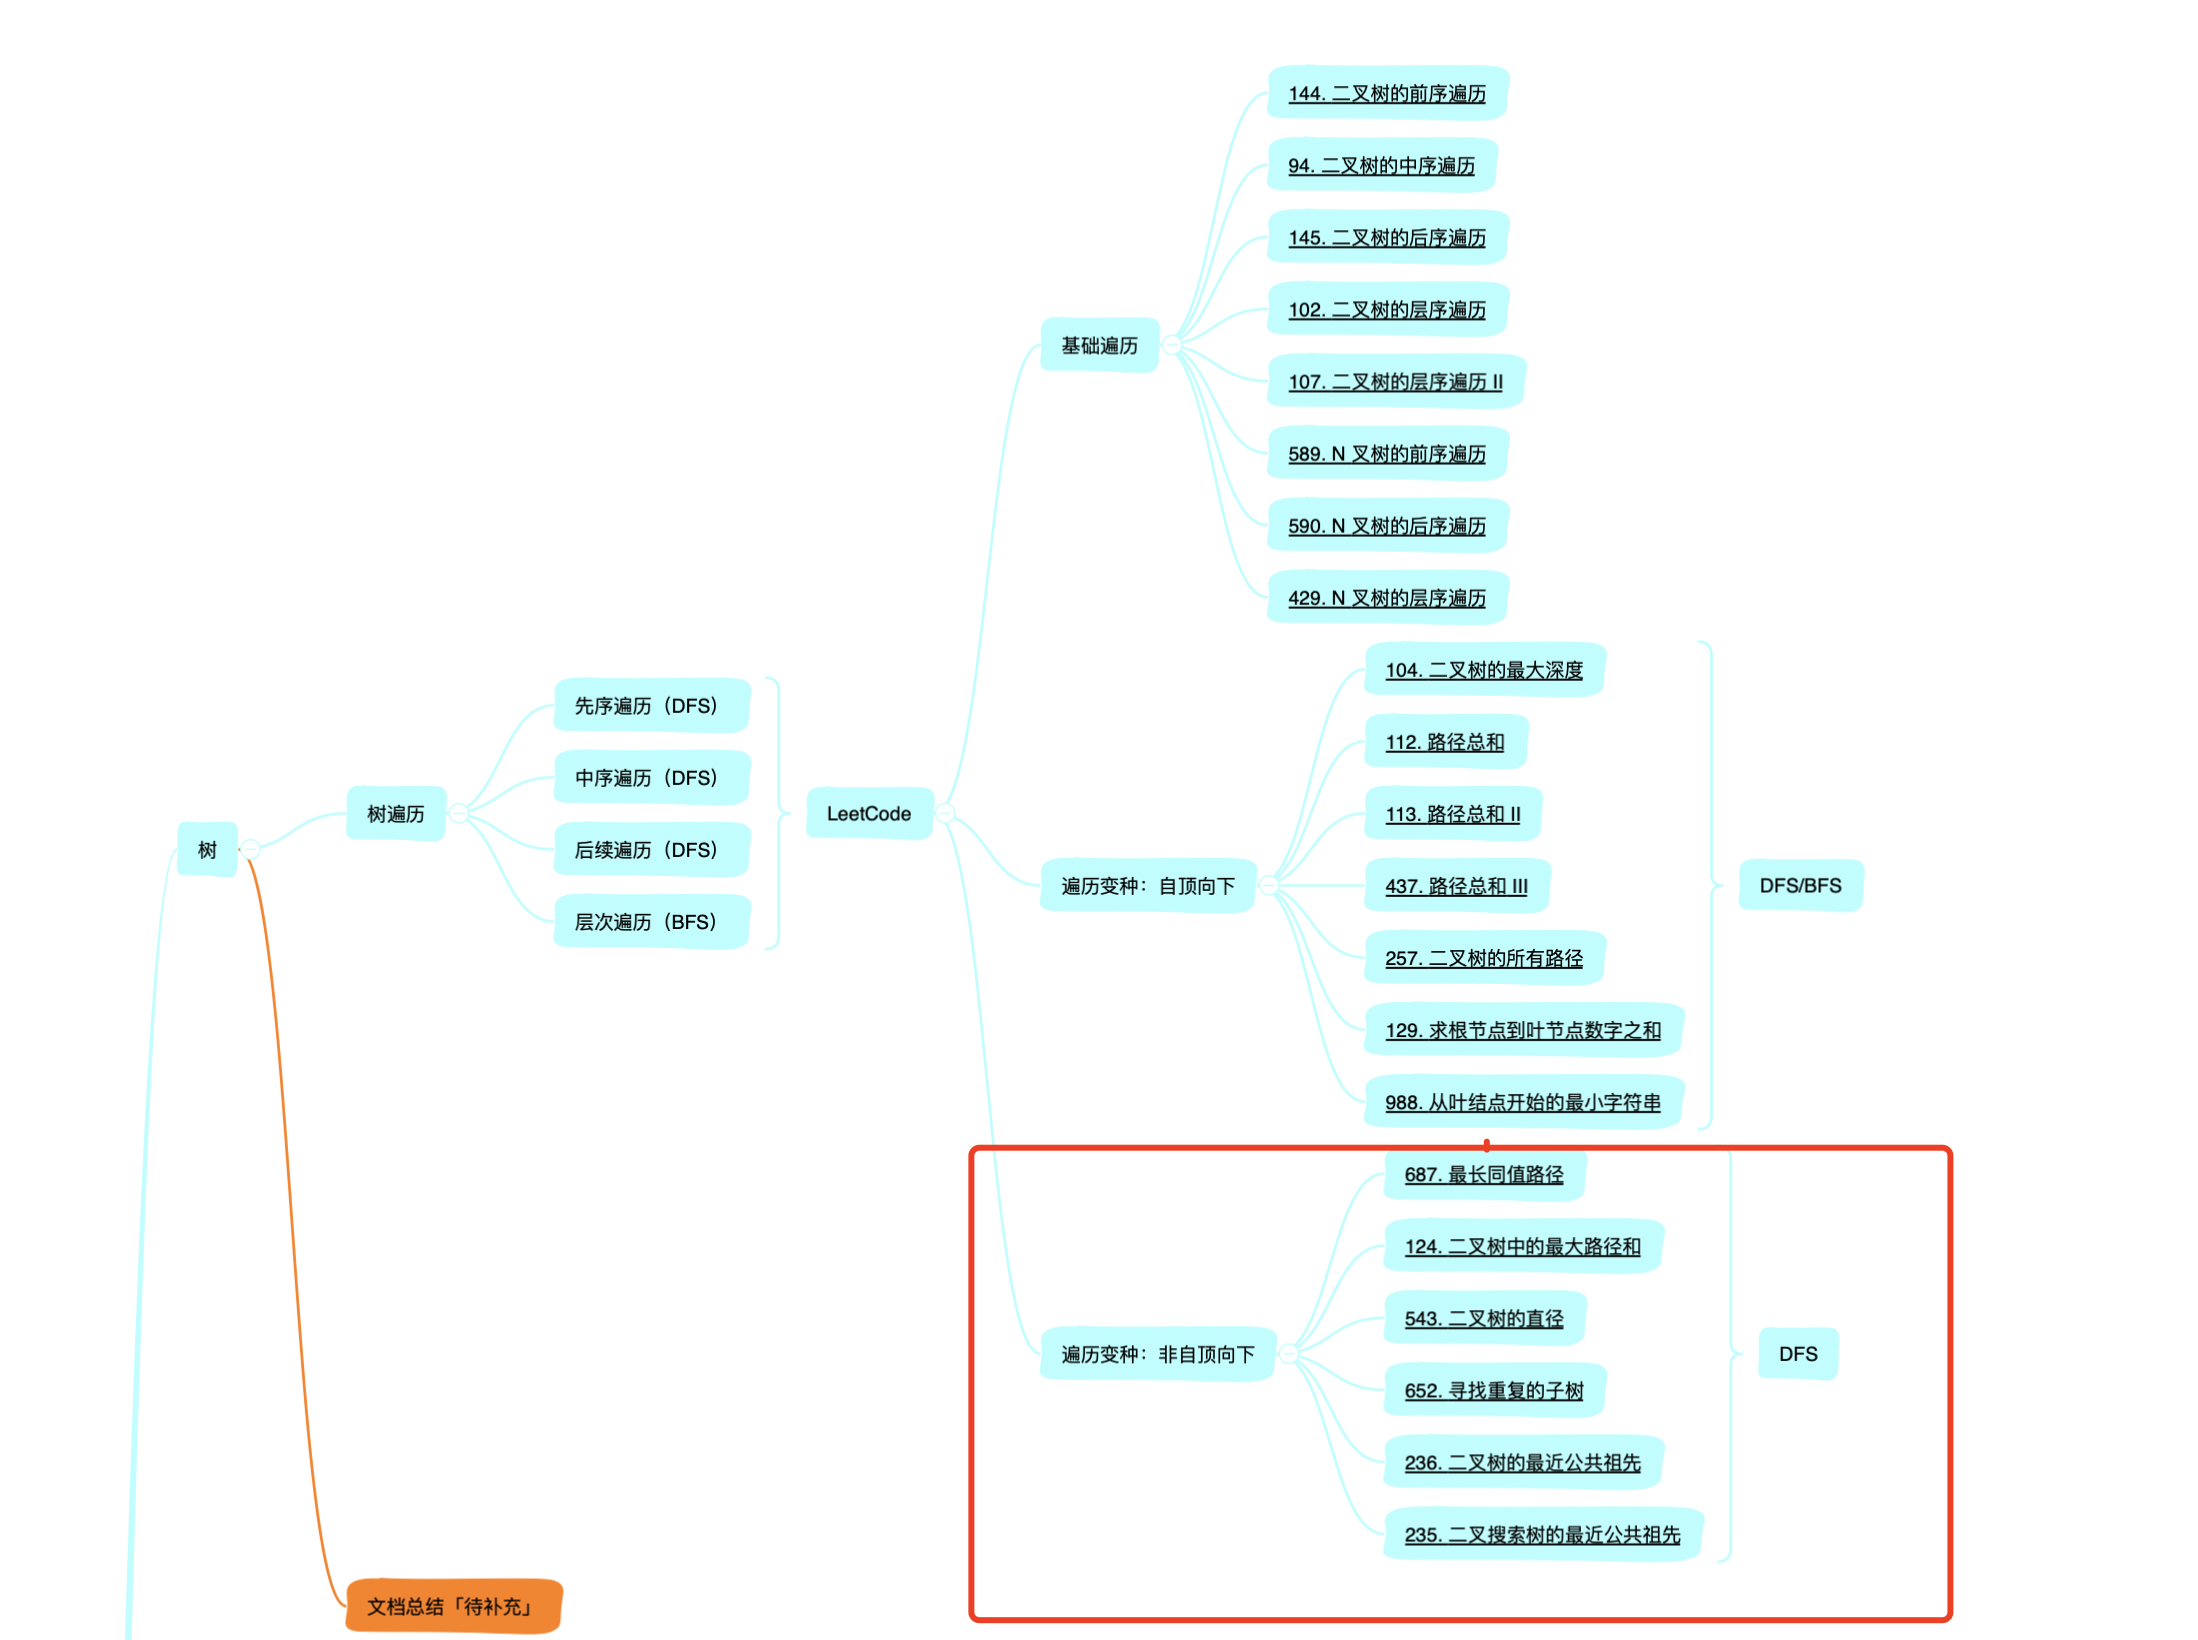 树
树遍历
先序遍历（DFS）
中序遍历（DFS）
后续遍历（DFS）
层次遍历（BFS）
LeetCode
基础遍历
144. 二叉树的前序遍历
94. 二叉树的中序遍历
145. 二叉树的后序遍历
102. 二叉树的层序遍历
107. 二叉树的层序遍历 II
589. N 叉树的前序遍历
590. N 叉树的后序遍历
429. N 叉树的层序遍历
遍历变种：自顶向下
104. 二叉树的最大深度
112. 路径总和
113. 路径总和 II
437. 路径总和 III
257. 二叉树的所有路径
129. 求根节点到叶节点数字之和
988. 从叶结点开始的最小字符串
DFS/BFS
遍历变种：非自顶向下
687. 最长同值路径
124. 二叉树中的最大路径和
543. 二叉树的直径
652. 寻找重复的子树
236. 二叉树的最近公共祖先
235. 二叉搜索树的最近公共祖先
DFS
文档总结「待补充」